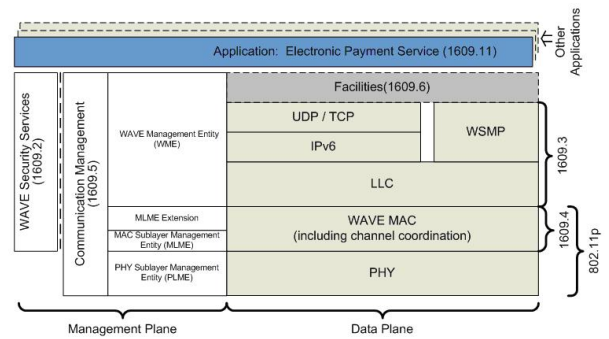 Application: Electronic Payment Service (1609.11)
Other
Applications
Facilities(1609.6)
WAVE Security Services
(1609.2)
Communication Management
(1609.5)
WAVE Management Entity
(WME)
UDP / TCP
IPv6
WSMP
LLC
1609.3
MLME Extension
MAC Sublayer Management
Entity (MLME)
WAVE MAC
(including channel coordination)
1609.4
PHY Sublayer Management
Entity (PLME)
PHY
802.11p
Management Plane
Data Plane